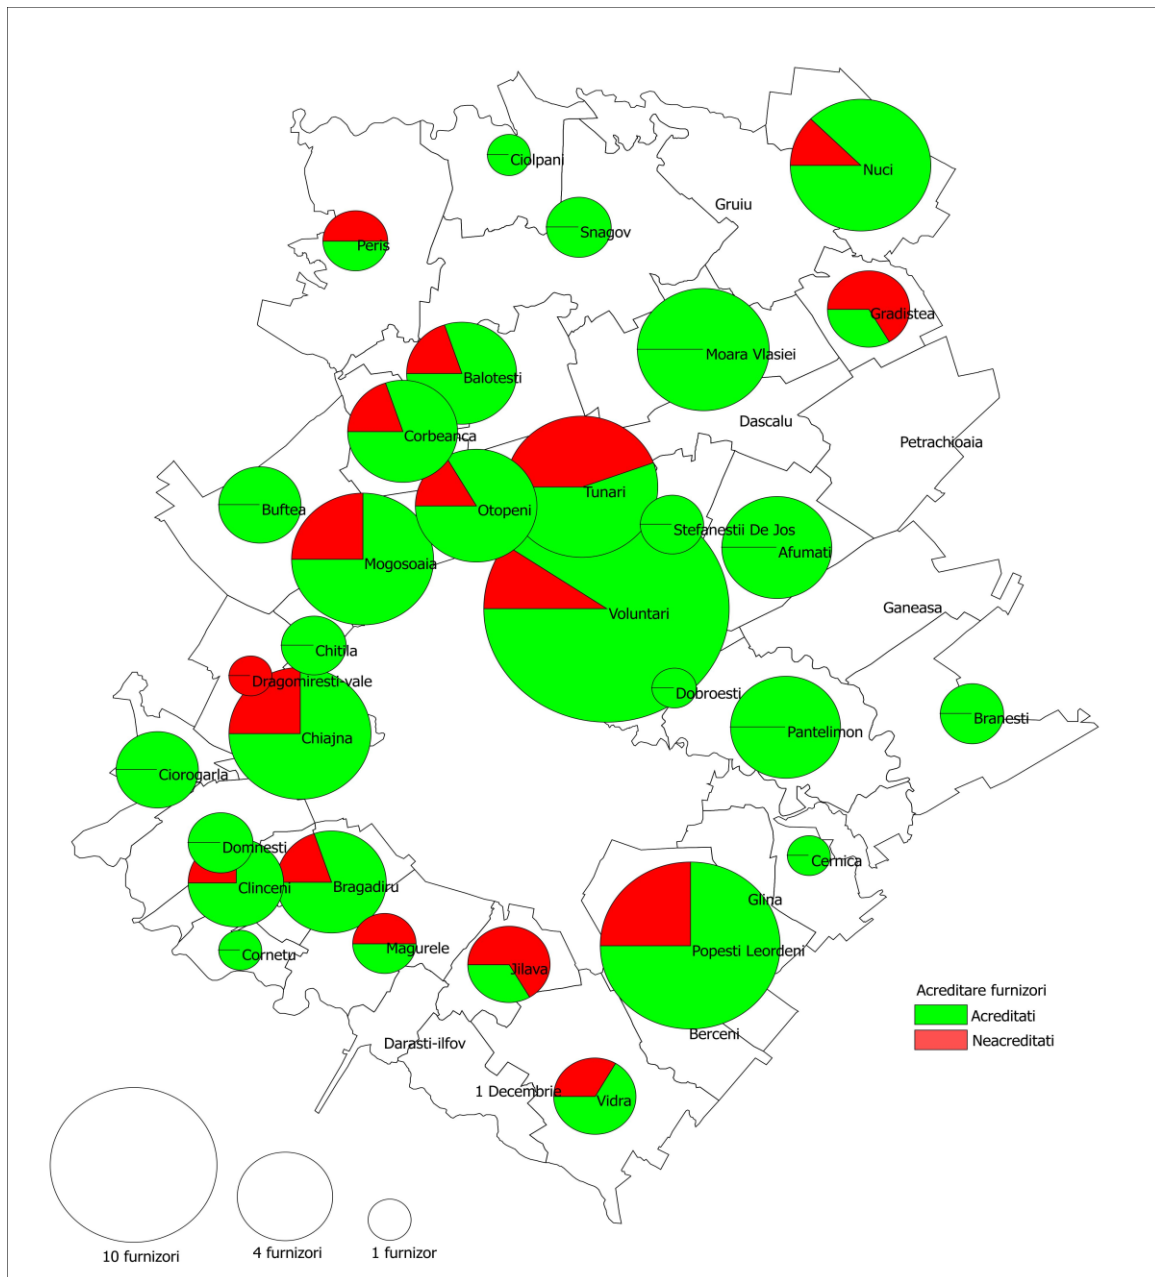 Ciolpani
Nuci
Gruiu
Snagov
Peris
Gradistea
Moara Vlasiei
Balotesti
Dascalu
Corbeanca
Petrachioaia
Tunari
Otopeni
Buftea
Stefanestii De Jos
Afumati
Mogosoaia
Ganeasa
Voluntari
Chitila
Dragomiresti-vale
Dobroesti
Branesti
Pantelimon
Chiajna
Ciorogarla
Domnesti
Cernica
Clinceni
Bragadiru
Glina
Magurele
Popesti Leordeni
Cornetu
Jilava
Acreditare furnizori
Acreditati
Neacreditati
Berceni
Darasti-ilfov
1 Decembrie
Vidra
10 furnizori
4 furnizori
1 furnizor